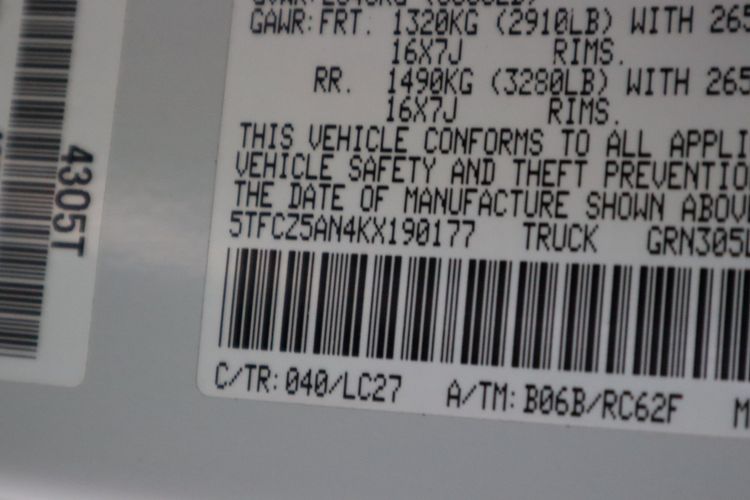 GAWR: FRT. 1320KG (2910LB) WITH 265
16X7J RIMS.
RR. 1490KG (3280LB) WITH 265
16X7J RIMS.
THIS VEHICLE CONFORMS TO ALL APPLI
VEHICLE SAFETY AND THEFT PREVENTIO
THE DATE OF MANUFACTURE SHOWN ABOV
5TFCZ5AN4KX190177 TRUCK GRN305
C/TR: 040/LC27 A/TM: B06B/RC62F M
4305T